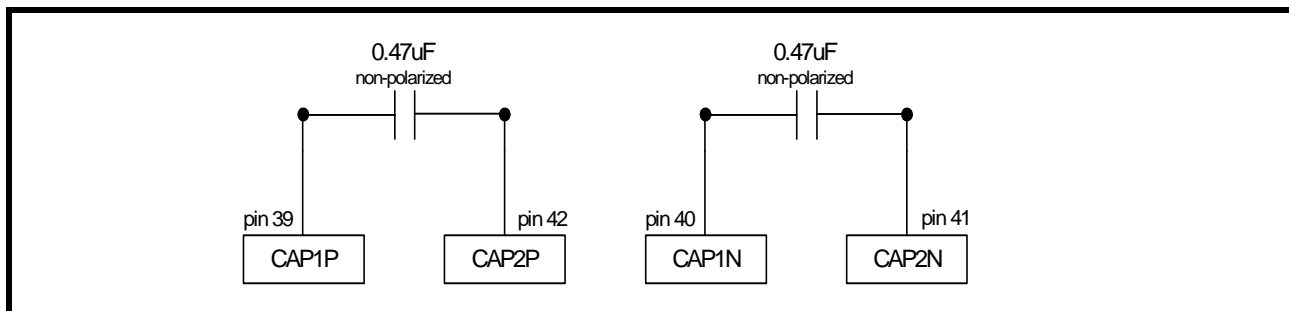 0.47uF
non-polarized
0.47uF
non-polarized
pin 39
pin 42
pin 40
pin 41
CAP1P
CAP2P
CAP1N
CAP2N